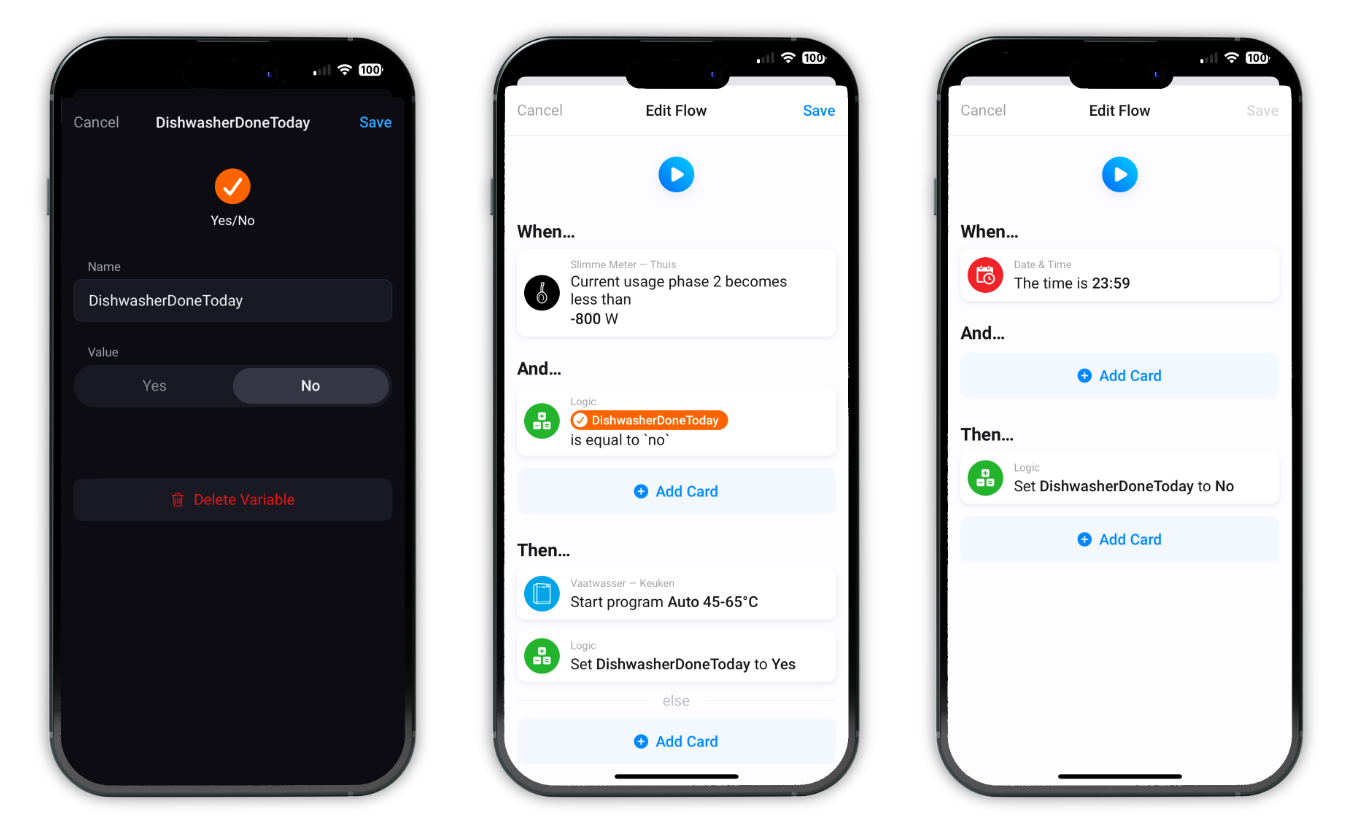 100
Cancel
DishwasherDoneToday
Save
Yes/No
Name
DishwasherDoneToday
Value
Yes
No
Delete Variable
100
Cancel
Edit Flow
Save
When...
Slimme Meter — Thuis
Current usage phase 2 becomes
less than
-800 W
And...
Logic
DishwasherDoneToday
is equal to `no`
Add Card
Then...
Vaatwasser — Keuken
Start program Auto 45-65°C
Logic
Set DishwasherDoneToday to Yes
else
Add Card
100
Cancel
Edit Flow
Save
When...
Date & Time
The time is 23:59
And...
Add Card
Then...
Logic
Set DishwasherDoneToday to No
Add Card